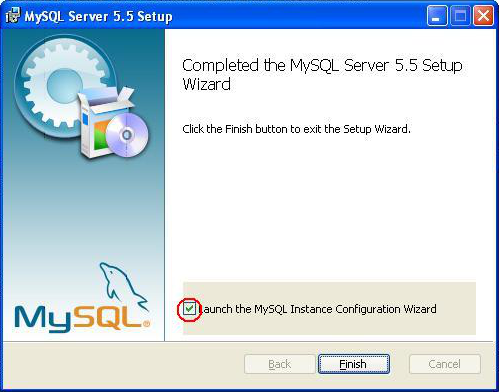 MySQL Server 5.5 Setup
Completed the MySQL Server 5.5 Setup
Wizard
Click the Finish button to exit the Setup Wizard.
Launch the MySQL Instance Configuration Wizard
MySQL®
Back Finish Cancel